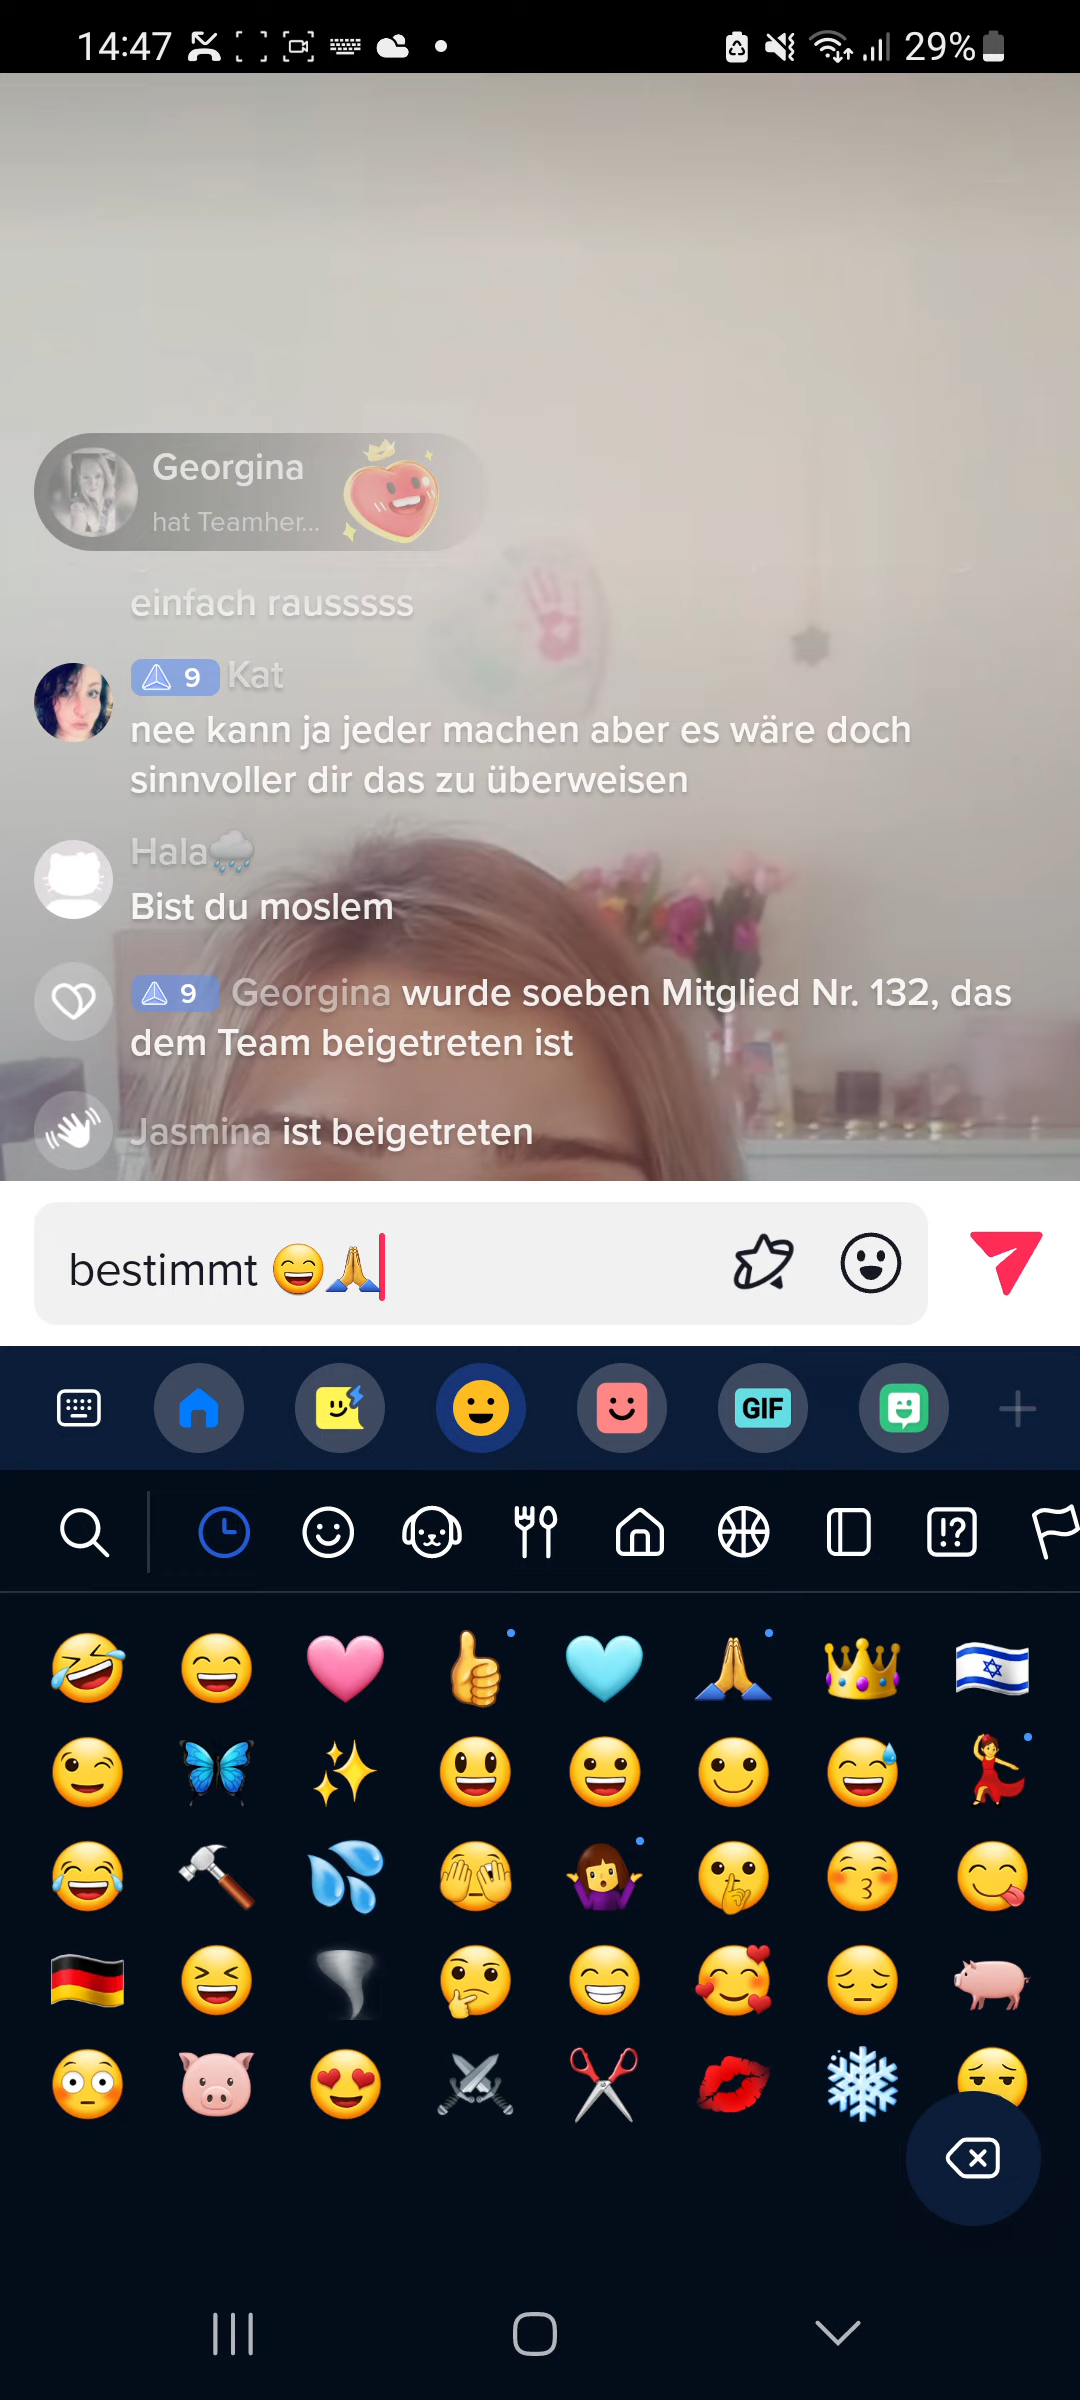 14:47 29%
Georgina
hat Teamher...
einfach rausssss
9 Kat
nee kann ja jeder machen aber es wäre doch
sinnvoller dir das zu überweisen
Hala🌧️
Bist du moslem
9 Georgina wurde soeben Mitglied Nr. 132, das
dem Team beigetreten ist
Jasmina ist beigetreten
bestimmt 😄🙏
GIF
!?